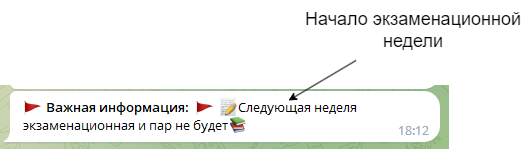 Начало экзаменационной
недели
🚩 Важная информация: 🚩 📝Следующая неделя
экзаменационная и пар не будет📚
18:12